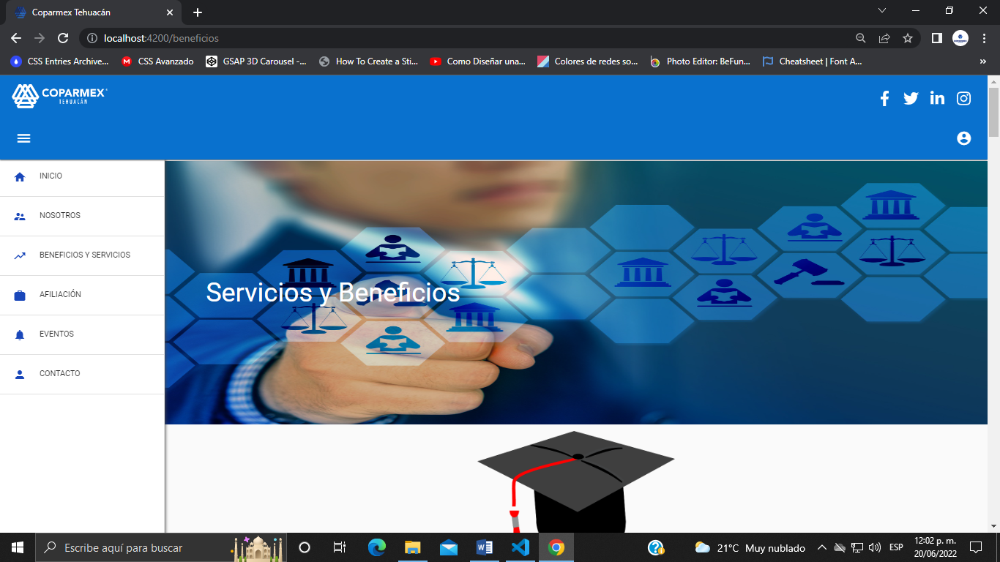 Coparmex Tehuacán
localhost:4200/beneficios
CSS Entries Archive...
CSS Avanzado
GSAP 3D Carousel -...
How To Create a Sti...
Como Diseñar una...
Colores de redes so...
Photo Editor: BeFun...
Cheatsheet | Font A...
»
COPARMEX
TEHUACÁN
INICIO
NOSOTROS
BENEFICIOS Y SERVICIOS
AFILIACIÓN
EVENTOS
CONTACTO
Servicios y Beneficios
Escribe aquí para buscar
21°C Muy nublado
ESP
12:02 p. m.
20/06/2022